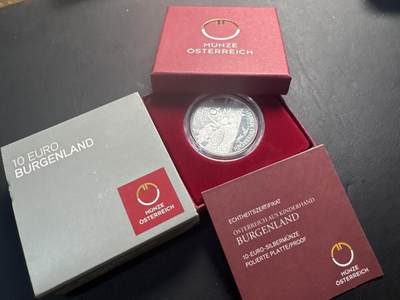 MÜNZE
ÖSTERREICH
10 EURO
BURGENLAND
MÜNZE
ÖSTERREICH
ECHTHEITSZERTIFIKAT
ÖSTERREICH AUS KINDERHAND
BURGENLAND
10-EURO-SILBERMÜNZE
POLIERTE PLATTE/PROOF
MÜNZE
ÖSTERREICH